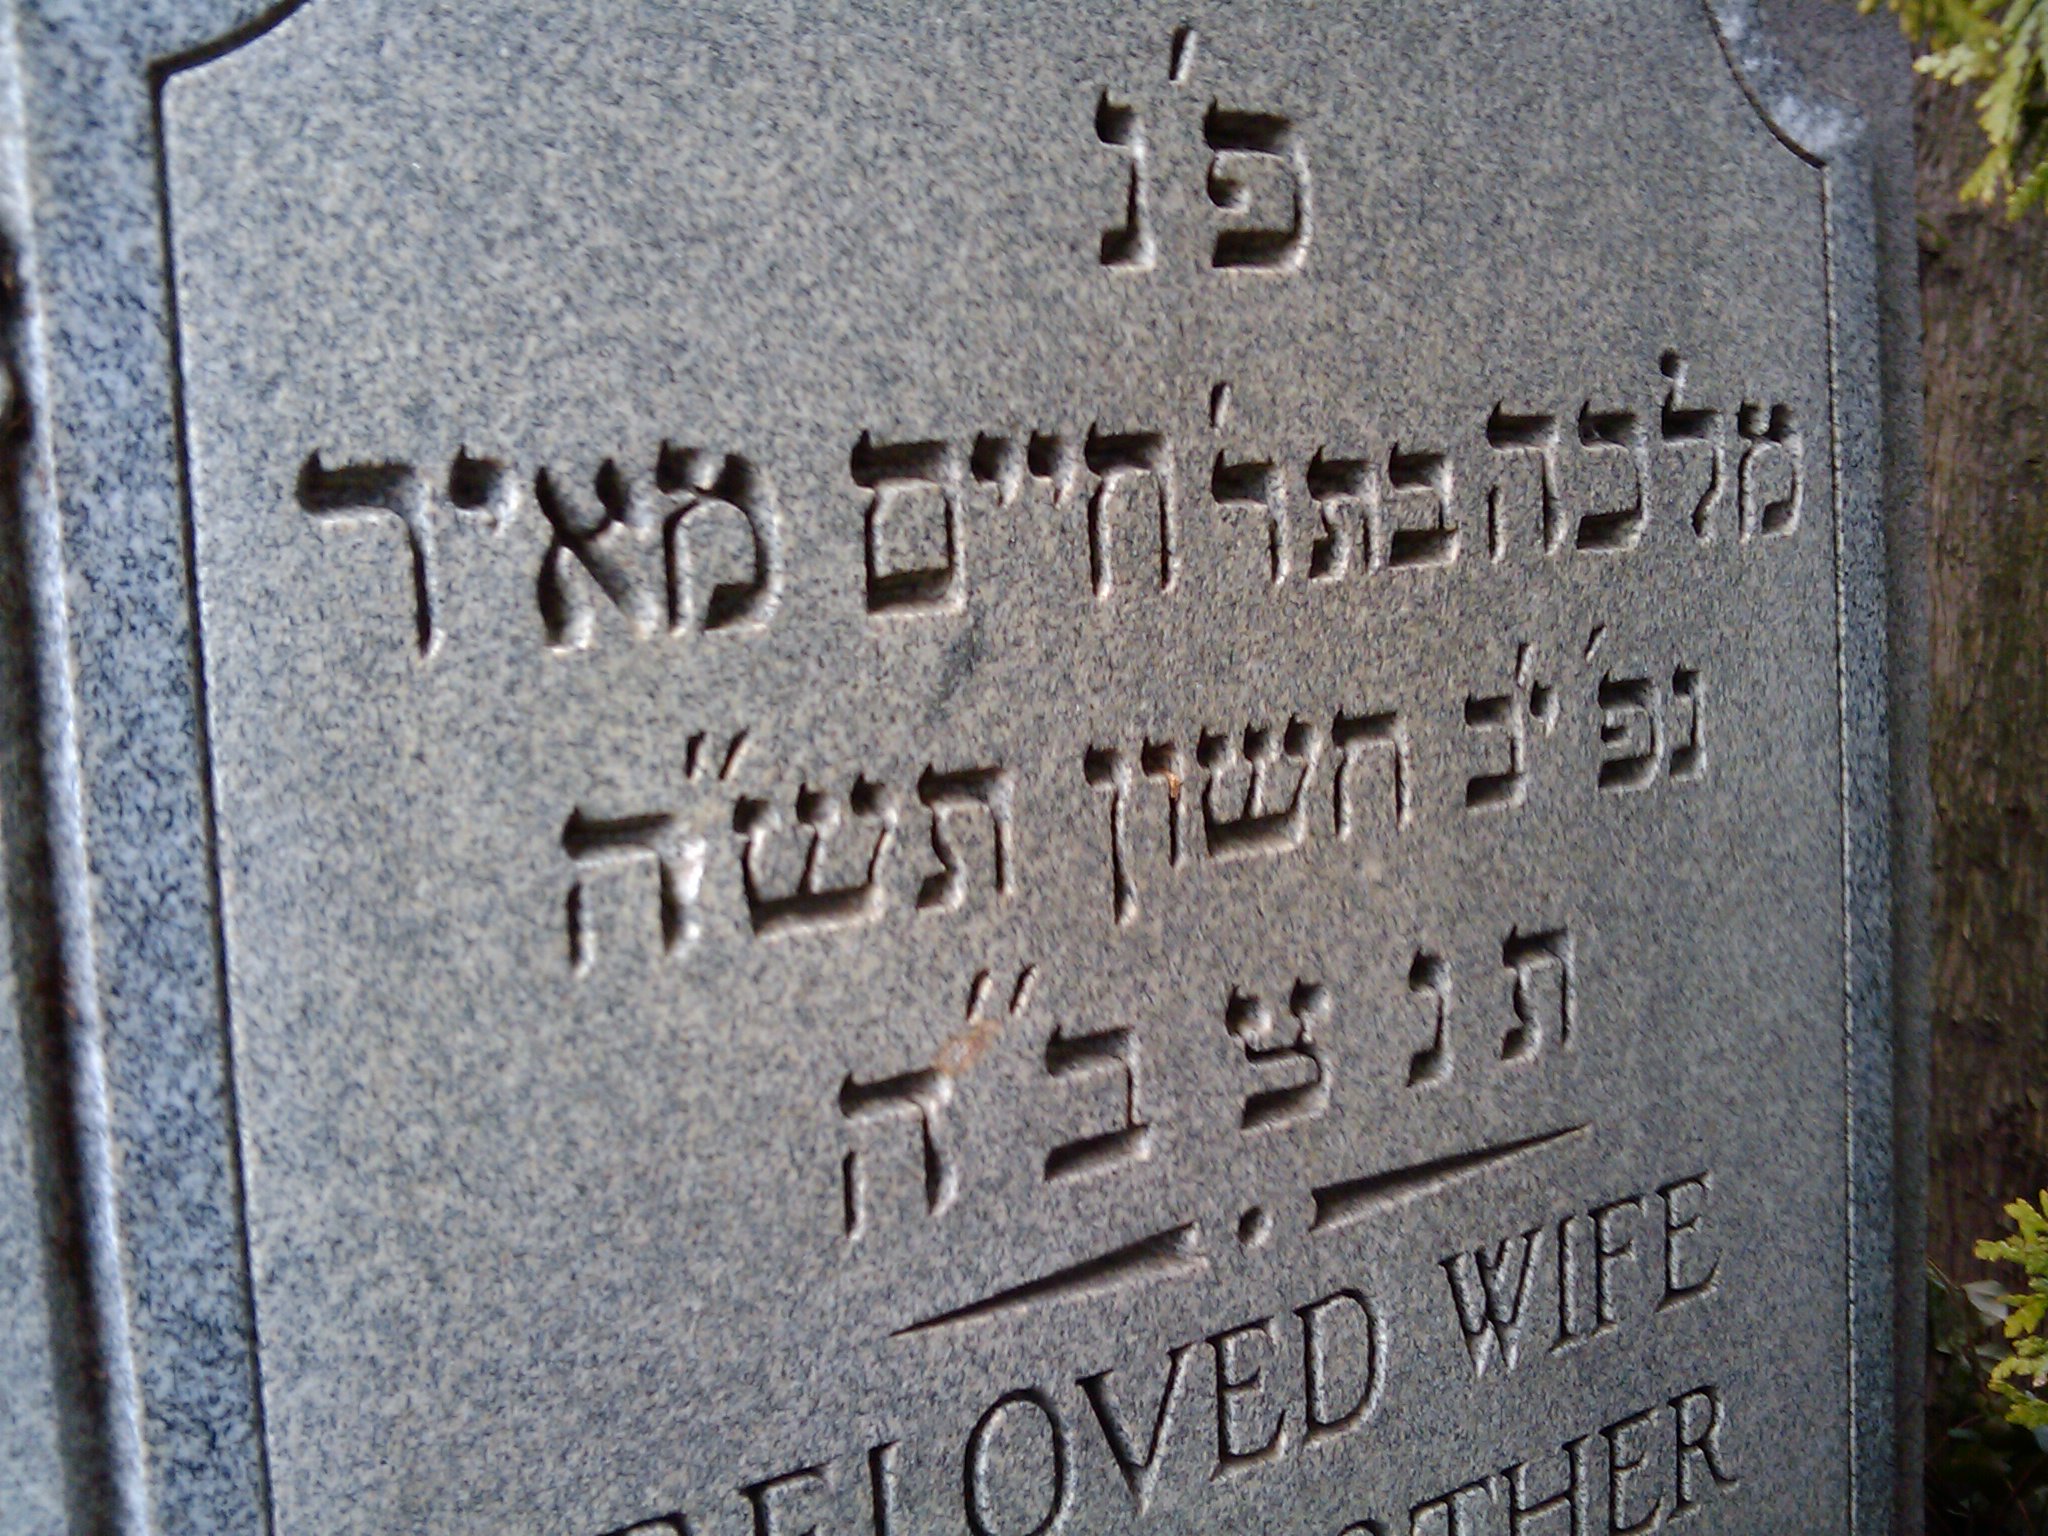 פ'נ
מלכה בת ר' חיים מאיר
נפ' י'ב חשון תש"ה
ת נ צ ב "ה
BELOVED WIFE